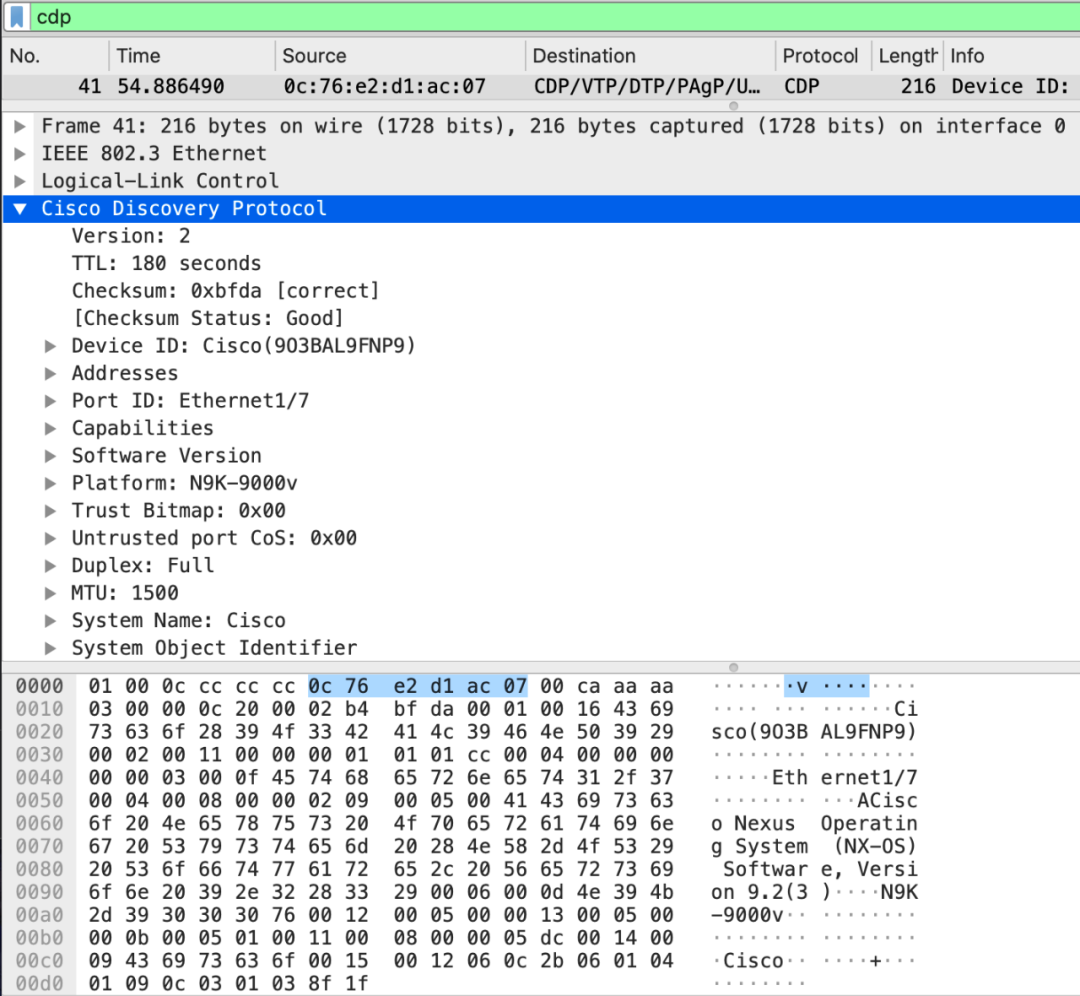 cdp
No. Time Source Destination Protocol Length Info
41 54.886490 0c:76:e2:d1:ac:07 CDP/VTP/DTP/PAgP/U… CDP 216 Device ID:
Frame 41: 216 bytes on wire (1728 bits), 216 bytes captured (1728 bits) on interface 0
IEEE 802.3 Ethernet
Logical-Link Control
Cisco Discovery Protocol
Version: 2
TTL: 180 seconds
Checksum: 0xbfda [correct]
[Checksum Status: Good]
Device ID: Cisco(9O3BAL9FNP9)
Addresses
Port ID: Ethernet1/7
Capabilities
Software Version
Platform: N9K-9000v
Trust Bitmap: 0x00
Untrusted port CoS: 0x00
Duplex: Full
MTU: 1500
System Name: Cisco
System Object Identifier
0000 01 00 0c cc cc cc 0c 76 e2 d1 ac 07 00 ca aa aa ·······v ········
0010 03 00 00 0c 20 00 02 b4 bf da 00 01 00 16 43 69 ···· ··· ······Ci
0020 73 63 6f 28 39 4f 33 42 41 4c 39 46 4e 50 39 29 sco(9O3B AL9FNP9)
0030 00 02 00 11 00 00 00 01 01 01 cc 00 04 00 00 00 ········ ········
0040 00 00 03 00 0f 45 74 68 65 72 6e 65 74 31 2f 37 ·····Eth ernet1/7
0050 00 04 00 08 00 00 02 09 00 05 00 41 43 69 73 63 ········ ···ACisc
0060 6f 20 4e 65 78 75 73 20 4f 70 65 72 61 74 69 6e o Nexus Operatin
0070 67 20 53 79 73 74 65 6d 20 28 4e 58 2d 4f 53 29 g System (NX-OS)
0080 20 53 6f 66 74 77 61 72 65 2c 20 56 65 72 73 69 Softwar e, Versi
0090 6f 6e 20 39 2e 32 28 33 29 00 06 00 0d 4e 39 4b on 9.2(3 )····N9K
00a0 2d 39 30 30 30 76 00 12 00 05 00 00 13 00 05 00 -9000v·· ········
00b0 00 0b 00 05 01 00 11 00 08 00 00 05 dc 00 14 00 ········ ········
00c0 09 43 69 73 63 6f 00 15 00 12 06 0c 2b 06 01 04 ·Cisco·· ····+···
00d0 01 09 0c 03 01 03 8f 1f ········